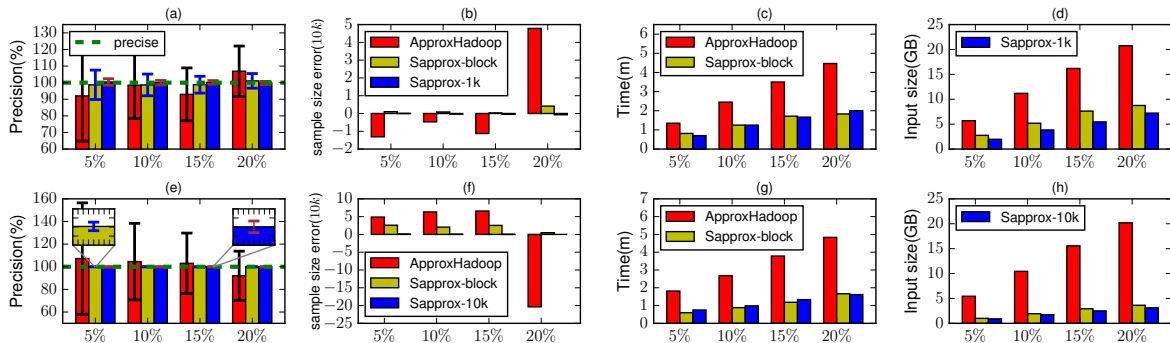 (a)
Precision(%)
130
120
110
100
90
80
70
60
precise
5% 10% 15% 20%
(b)
sample size error(10k)
5
4
3
2
1
0
−1
−2
ApproxHadoop
Sapprox-block
Sapprox-1k
5% 10% 15% 20%
(c)
Time(m)
7
6
5
4
3
2
1
0
ApproxHadoop
Sapprox-block
5% 10% 15% 20%
(d)
Input size(GB)
25
20
15
10
5
0
Sapprox-1k
5% 10% 15% 20%
(e)
Precision(%)
160
140
120
100
80
60
5% 10% 15% 20%
(f)
sample size error(10k)
10
5
0
−5
−10
−15
−20
−25
ApproxHadoop
Sapprox-block
Sapprox-10k
5% 10% 15% 20%
(g)
Time(m)
7
6
5
4
3
2
1
0
ApproxHadoop
Sapprox-block
5% 10% 15% 20%
(h)
Input size(GB)
25
20
15
10
5
0
Sapprox-10k
5% 10% 15% 20%